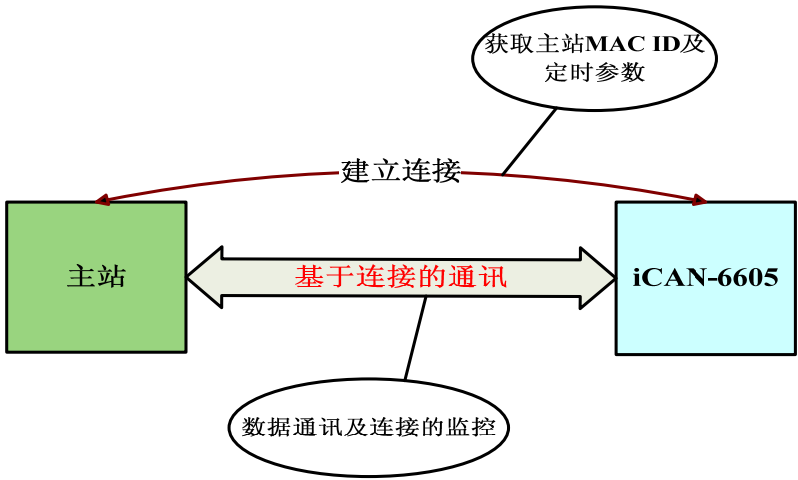 获取主站MAC ID及
定时参数
建立连接
主站
基于连接的通讯
iCAN-6605
数据通讯及连接的监控